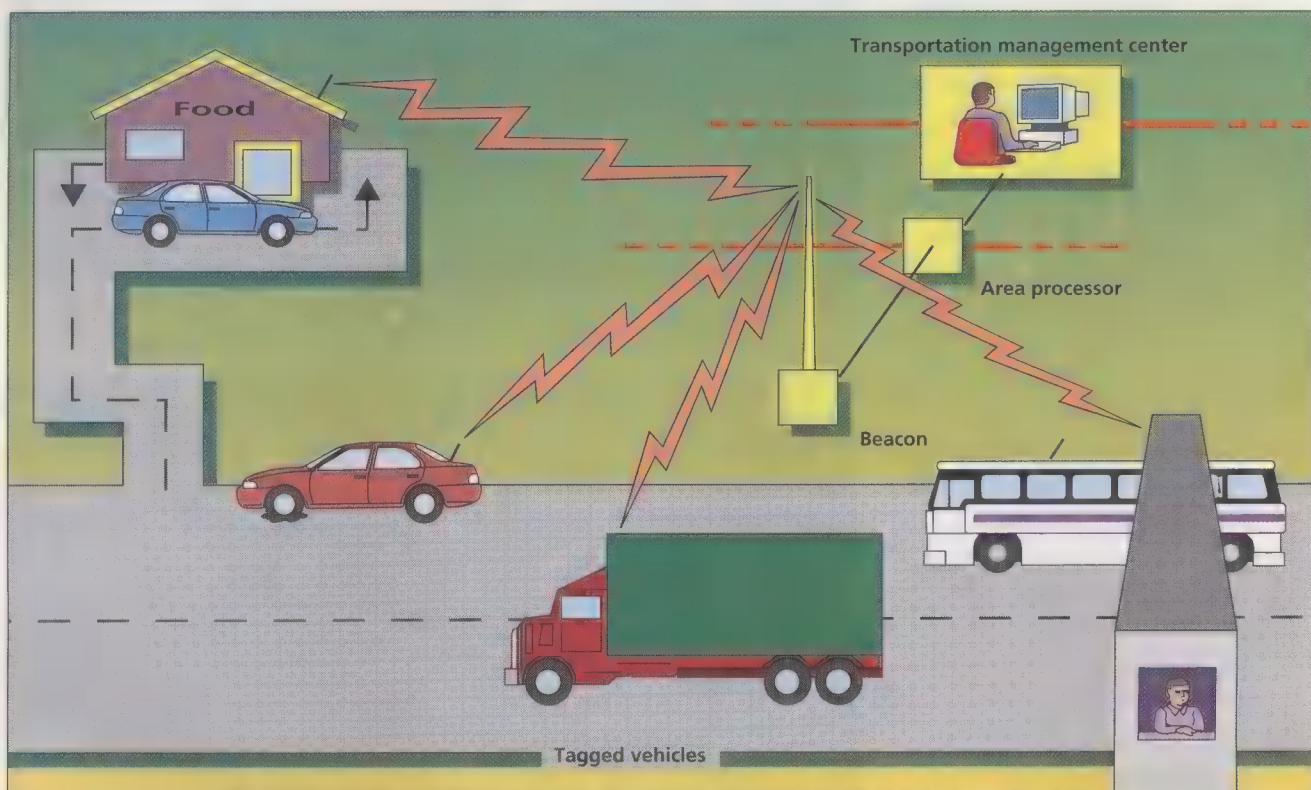 Transportation management center
Food
Area processor
Beacon
Tagged vehicles